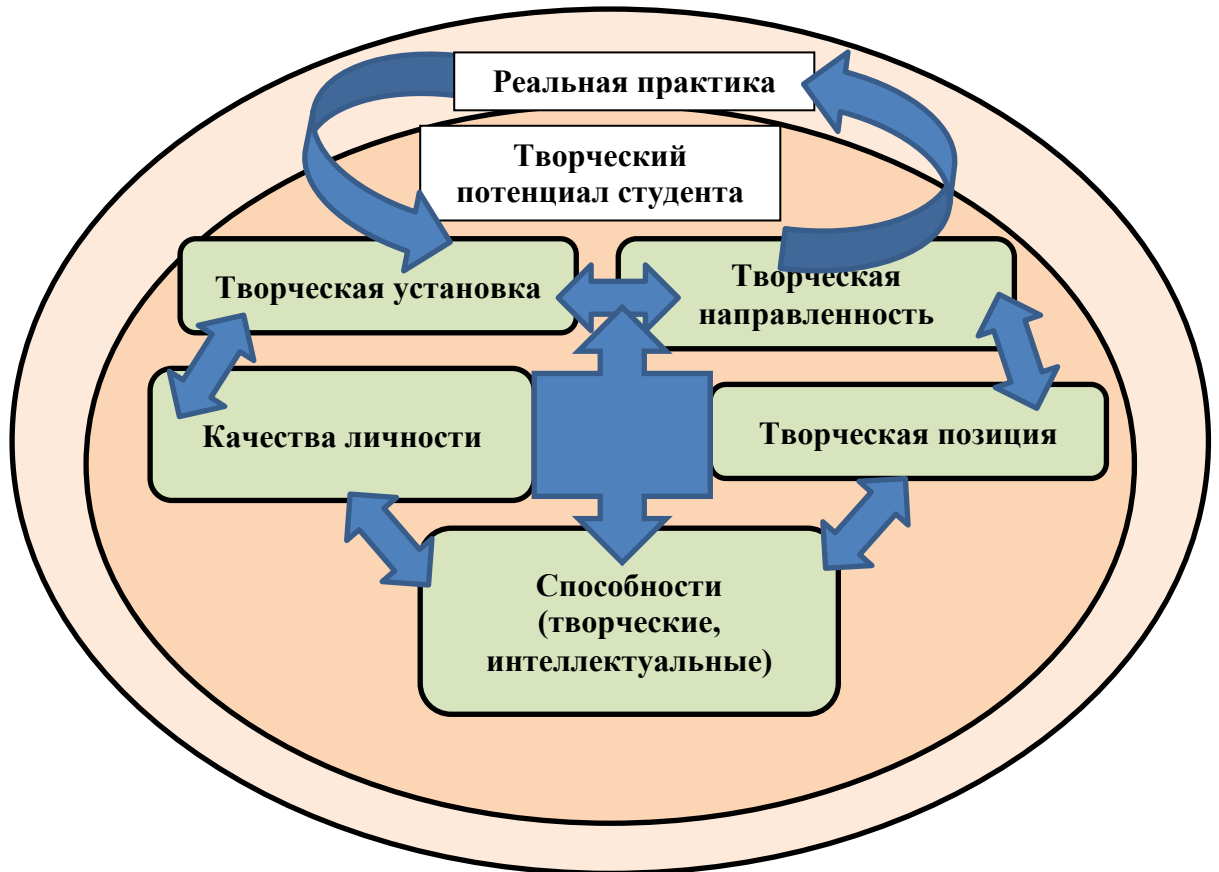 Реальная практика
Творческий
потенциал студента
Творческая установка
Творческая
направленность
Качества личности
Творческая позиция
Способности
(творческие,
интеллектуальные)